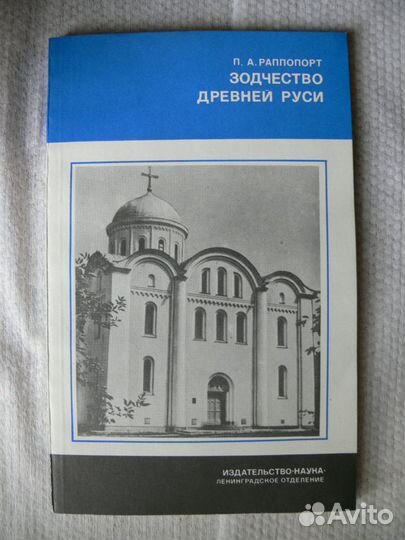 П. А. РАППОПОРТ
ЗОДЧЕСТВО
ДРЕВНЕЙ РУСИ
ИЗДАТЕЛЬСТВО·НАУКА·
ЛЕНИНГРАДСКОЕ ОТДЕЛЕНИЕ
Avito